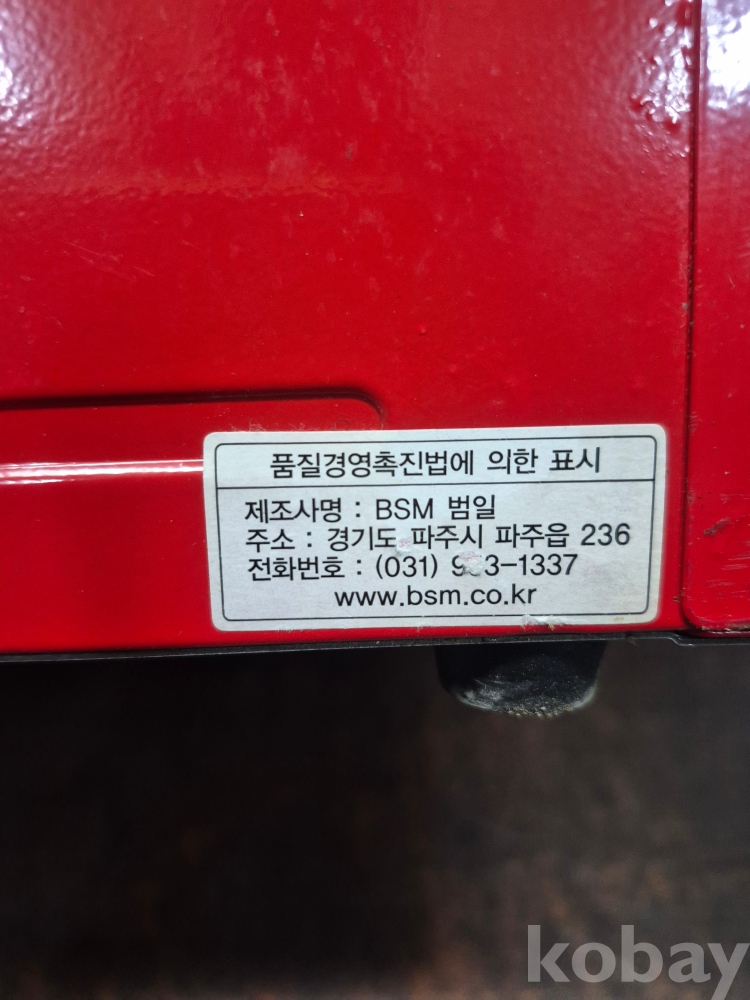 품질경영촉진법에 의한 표시
제조사명 : BSM 범일
주소 : 경기도 파주시 파주읍 236
전화번호 : (031)
www.bsm.co.kr
kobay